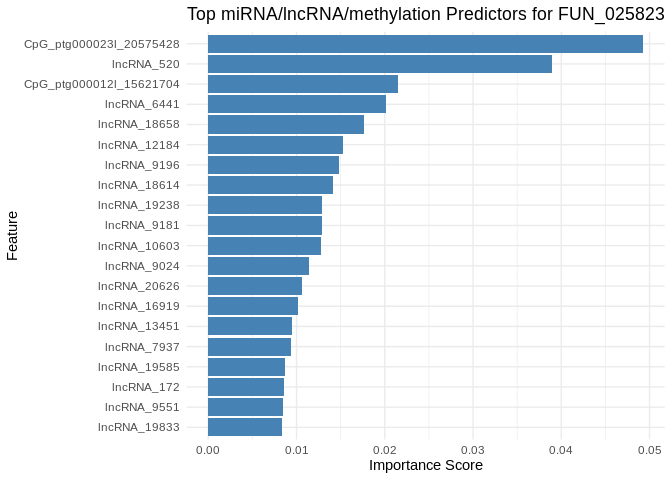 Top miRNA/lncRNA/methylation Predictors for FUN_025823
Feature
CpG_ptg000023l_20575428
lncRNA_520
CpG_ptg000012l_15621704
lncRNA_6441
lncRNA_18658
lncRNA_12184
lncRNA_9196
lncRNA_18614
lncRNA_19238
lncRNA_9181
lncRNA_10603
lncRNA_9024
lncRNA_20626
lncRNA_16919
lncRNA_13451
lncRNA_7937
lncRNA_19585
lncRNA_172
lncRNA_9551
lncRNA_19833
0.00 0.01 0.02 0.03 0.04 0.05
Importance Score